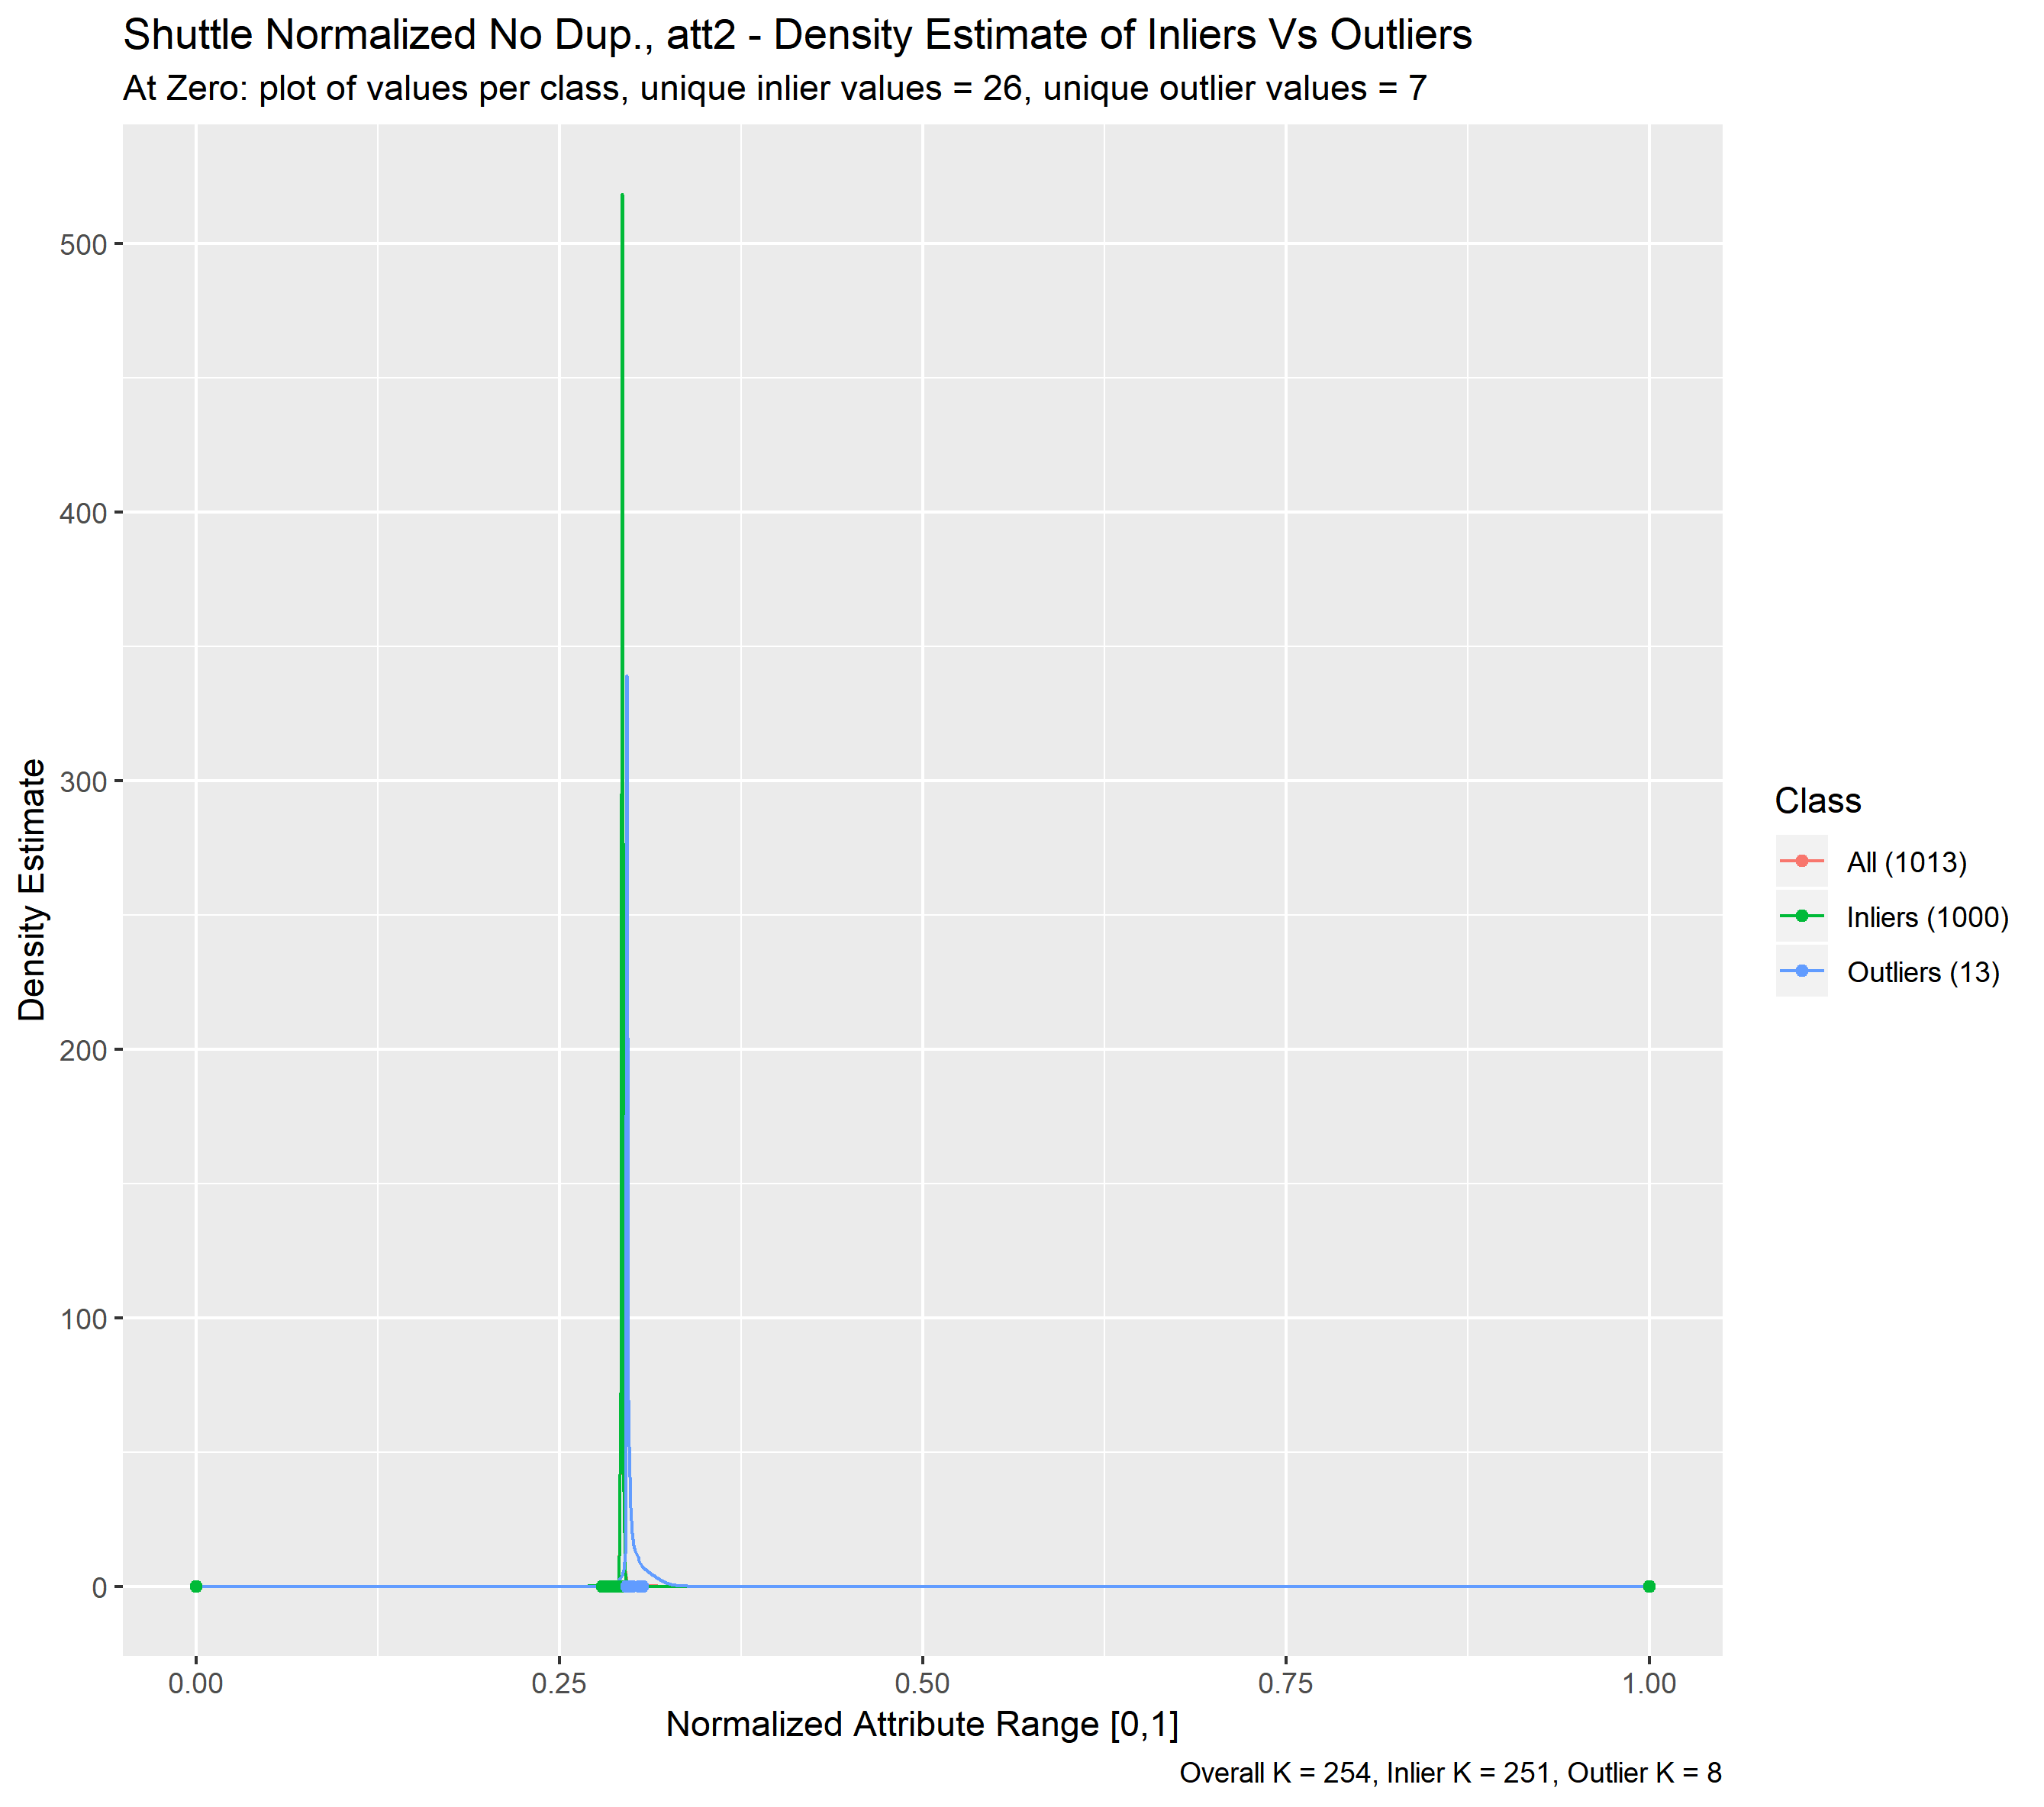 Shuttle Normalized No Dup., att2 - Density Estimate of Inliers Vs Outliers
At Zero: plot of values per class, unique inlier values = 26, unique outlier values = 7
500
400
300
200
100
0
Density Estimate
0.00
0.25
0.50
0.75
1.00
Normalized Attribute Range [0,1]
Class
All (1013)
Inliers (1000)
Outliers (13)
Overall K = 254, Inlier K = 251, Outlier K = 8